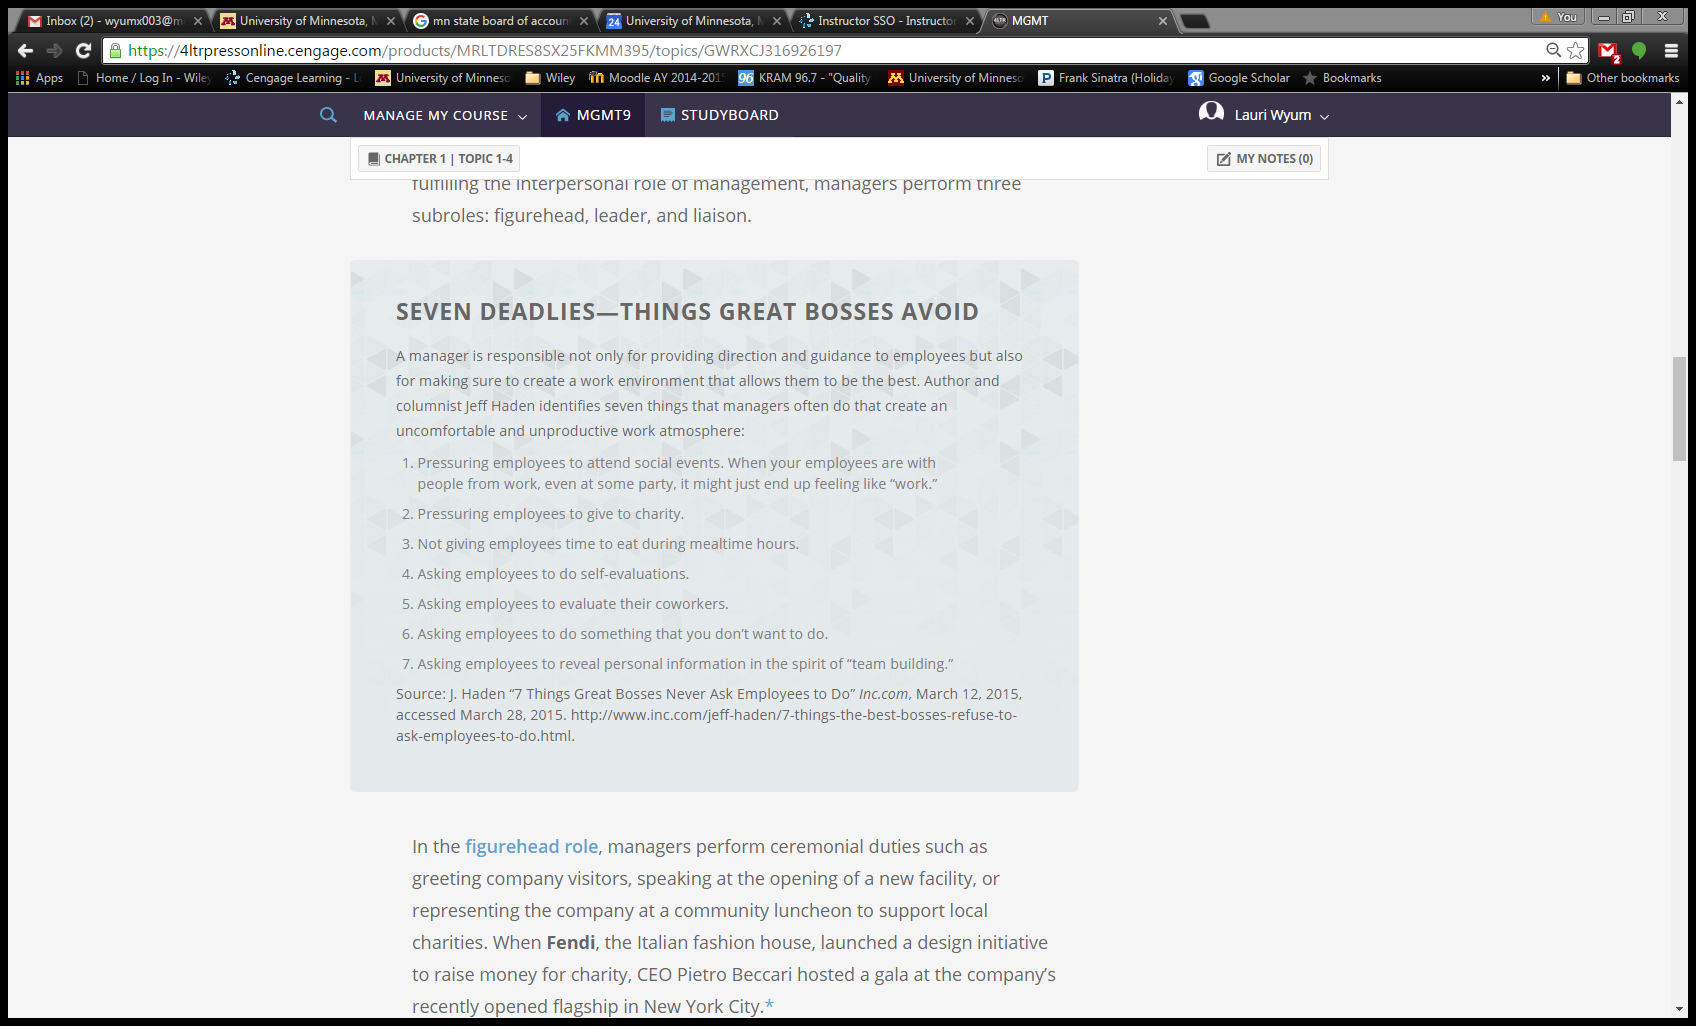 Inbox (2) - wyumx003@m
University of Minnesota, M
mn state board of accoun
24 University of Minnesota, M
Instructor SSO - Instructor
4LTR MGMT
You
https://4ltrpressonline.cengage.com/products/MRLTDRES8SX25FKMM395/topics/GWRXCJ316926197
2
Apps
Home / Log In - Wiley
Cengage Learning - L
University of Minneso
Wiley
Moodle AY 2014-2015
96 KRAM 96.7 - "Quality
University of Minneso
P Frank Sinatra (Holiday
Google Scholar
Bookmarks
»
Other bookmarks
MANAGE MY COURSE
MGMT9
STUDYBOARD
Lauri Wyum
CHAPTER 1 | TOPIC 1-4
MY NOTES (0)
fulfilling the interpersonal role of management, managers perform three
subroles: figurehead, leader, and liaison.
SEVEN DEADLIES—THINGS GREAT BOSSES AVOID
A manager is responsible not only for providing direction and guidance to employees but also
for making sure to create a work environment that allows them to be the best. Author and
columnist Jeff Haden identifies seven things that managers often do that create an
uncomfortable and unproductive work atmosphere:
1. Pressuring employees to attend social events. When your employees are with
people from work, even at some party, it might just end up feeling like “work.”
2. Pressuring employees to give to charity.
3. Not giving employees time to eat during mealtime hours.
4. Asking employees to do self-evaluations.
5. Asking employees to evaluate their coworkers.
6. Asking employees to do something that you don’t want to do.
7. Asking employees to reveal personal information in the spirit of “team building.”
Source: J. Haden “7 Things Great Bosses Never Ask Employees to Do” Inc.com, March 12, 2015,
accessed March 28, 2015. http://www.inc.com/jeff-haden/7-things-the-best-bosses-refuse-to-
ask-employees-to-do.html.
In the figurehead role, managers perform ceremonial duties such as
greeting company visitors, speaking at the opening of a new facility, or
representing the company at a community luncheon to support local
charities. When Fendi, the Italian fashion house, launched a design initiative
to raise money for charity, CEO Pietro Beccari hosted a gala at the company’s
recently opened flagship in New York City.*